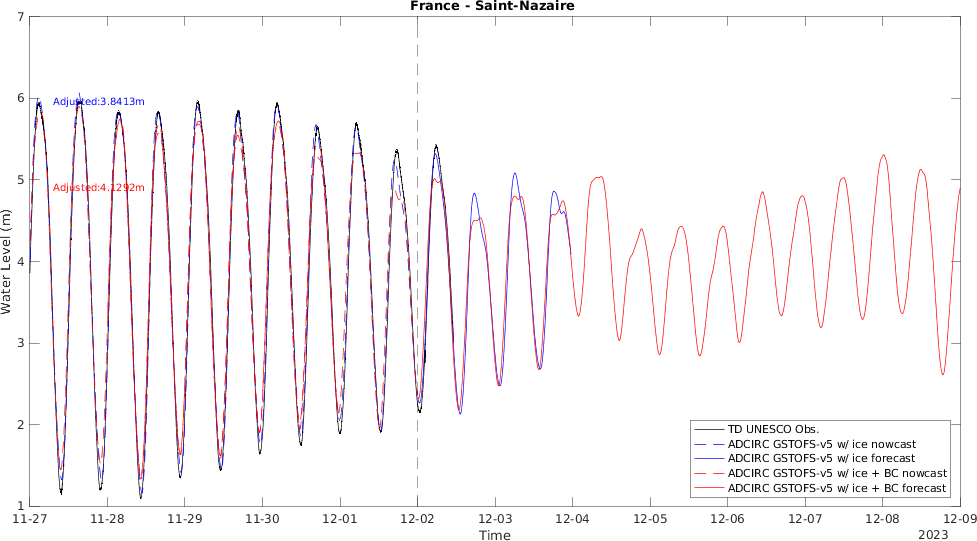 France - Saint-Nazaire
7
6
5
4
3
2
1
Water Level (m)
Adjusted:3.8413m
Adjusted:4.1292m
TD UNESCO Obs.
ADCIRC GSTOFS-v5 w/ ice nowcast
ADCIRC GSTOFS-v5 w/ ice forecast
ADCIRC GSTOFS-v5 w/ ice + BC nowcast
ADCIRC GSTOFS-v5 w/ ice + BC forecast
11-27 11-28 11-29 11-30 12-01 12-02 12-03 12-04 12-05 12-06 12-07 12-08 12-09
Time
2023